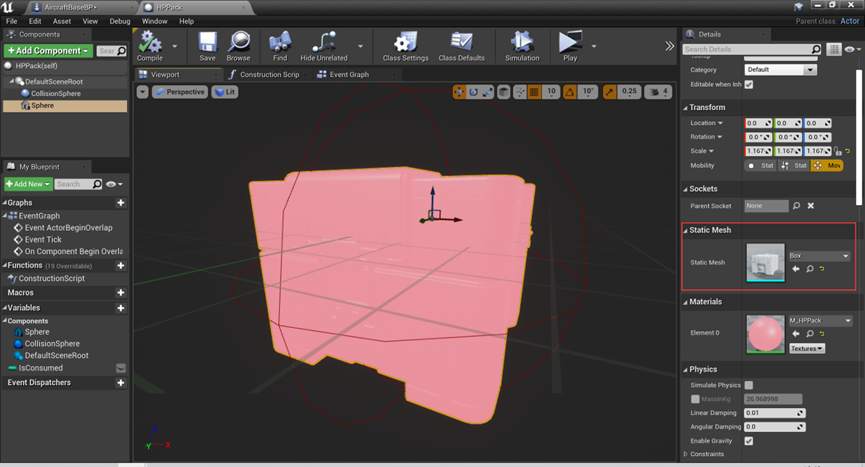 AircraftBaseBP*
HPPack
File Asset View Debug Window Help
Parent class: Actor
Components
+ Add Component
Search
HPPack(self)
DefaultSceneRoot
CollisionSphere
Sphere
My Blueprint
+ Add New
Search
Graphs
EventGraph
Event ActorBeginOverlap
Event Tick
On Component Begin Overla
Functions (19 Overridable)
ConstructionScript
Macros
Variables
Components
Sphere
CollisionSphere
DefaultSceneRoot
IsConsumed
Event Dispatchers
Compile Save Browse Find Hide Unrelated Class Settings Class Defaults Simulation Play
Viewport Construction Scrip Event Graph
Perspective Lit
10 10° 0.25 4
Z
Y
X
Details
Search Details
Category Default
Editable when Inh
Transform
Location 0.0 0.0 0.0
Rotation 0.0 ° 0.0 ° 0.0 °
Scale 1.167 1.167 1.167
Mobility Stat Stat Mov
Sockets
Parent Socket None
Static Mesh
Static Mesh Box
Materials
Element 0 M_HPPack
Textures
Physics
Simulate Physics
MassInKg 26.968998
Linear Damping 0.01
Angular Damping 0.0
Enable Gravity
Constraints